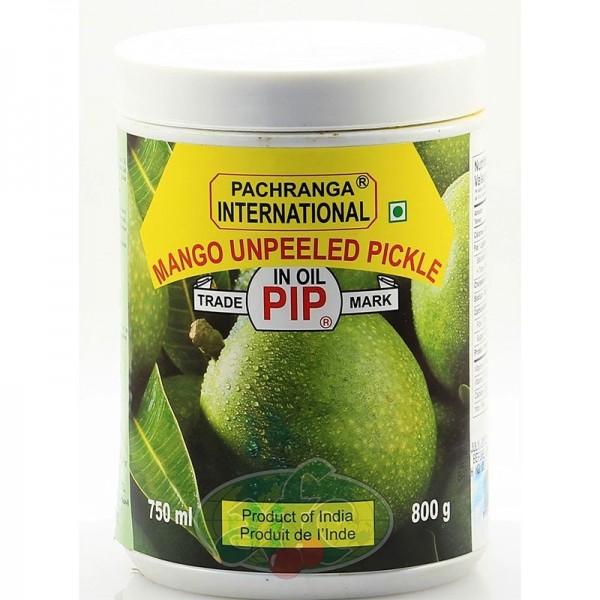 PACHRANGA®
INTERNATIONAL
MANGO UNPEELED PICKLE
IN OIL
TRADE PIP® MARK
750 ml
Product of India
Produit de l'Inde
800 g